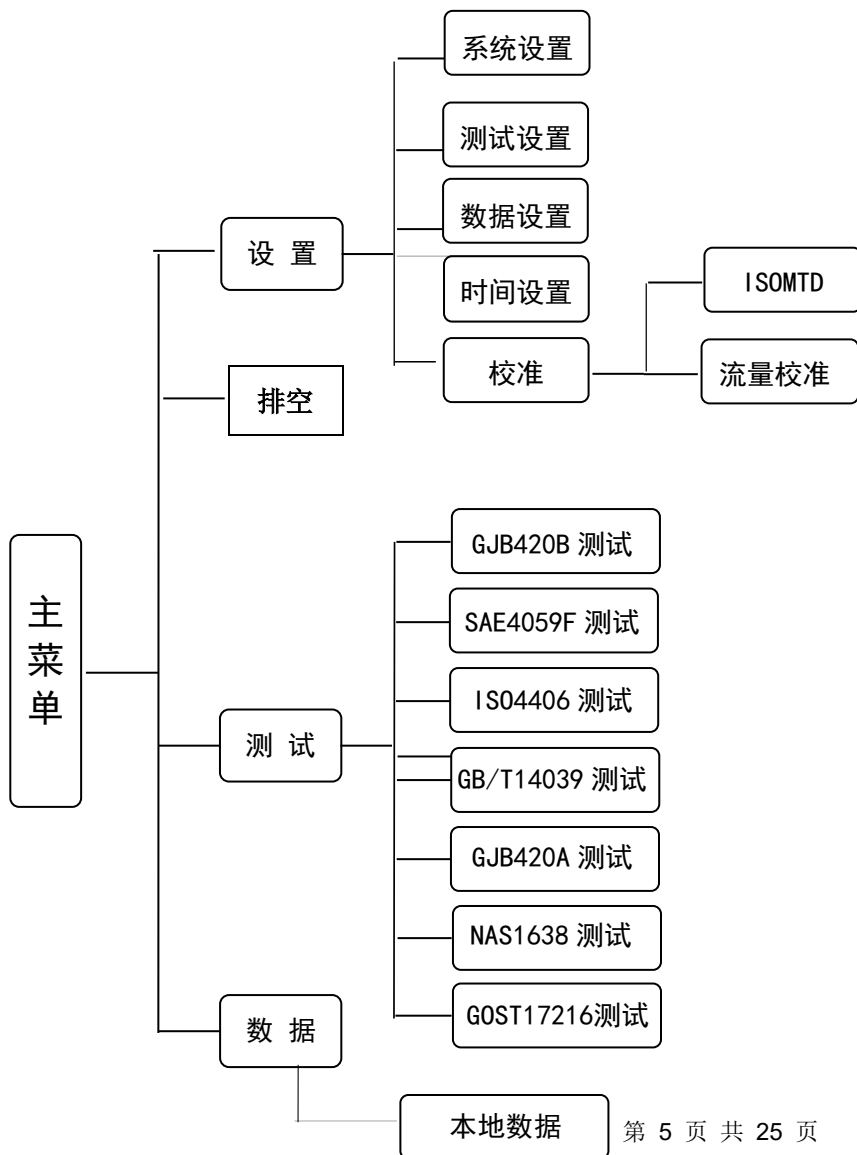 系统设置
测试设置
数据设置
设 置
时间设置
ISOMTD
校准
流量校准
排空
GJB420B 测试
SAE4059F 测试
主菜单
ISO4406 测试
测 试
GB/T14039 测试
GJB420A 测试
NAS1638 测试
GOST17216测试
数 据
本地数据
第 5 页 共 25 页